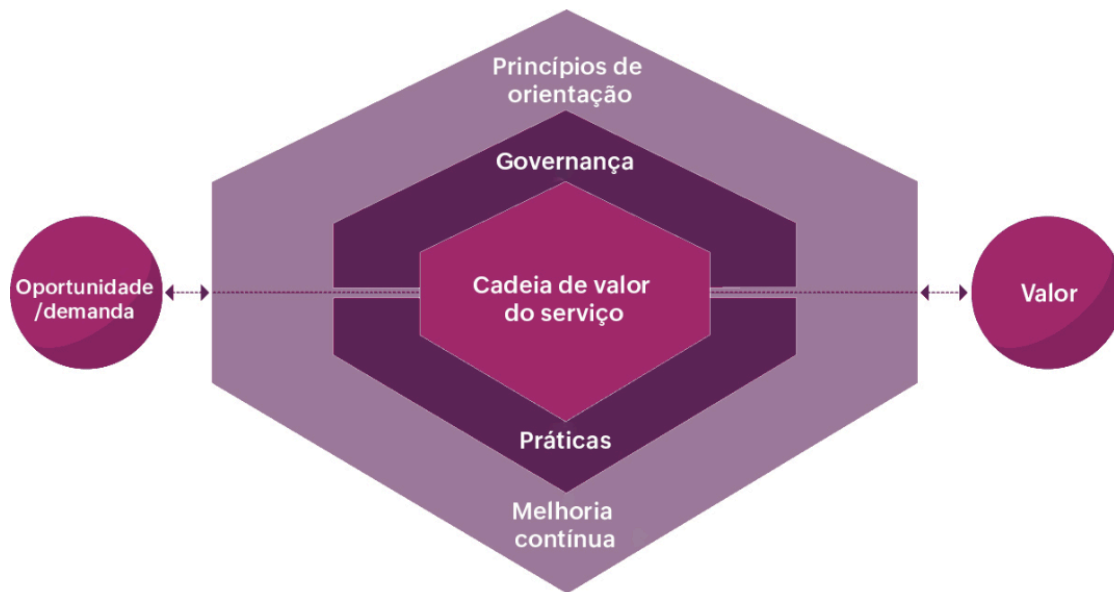 Princípios de
orientação
Governança
Oportunidade
/demanda
Cadeia de valor
do serviço
Valor
Práticas
Melhoria
contínua